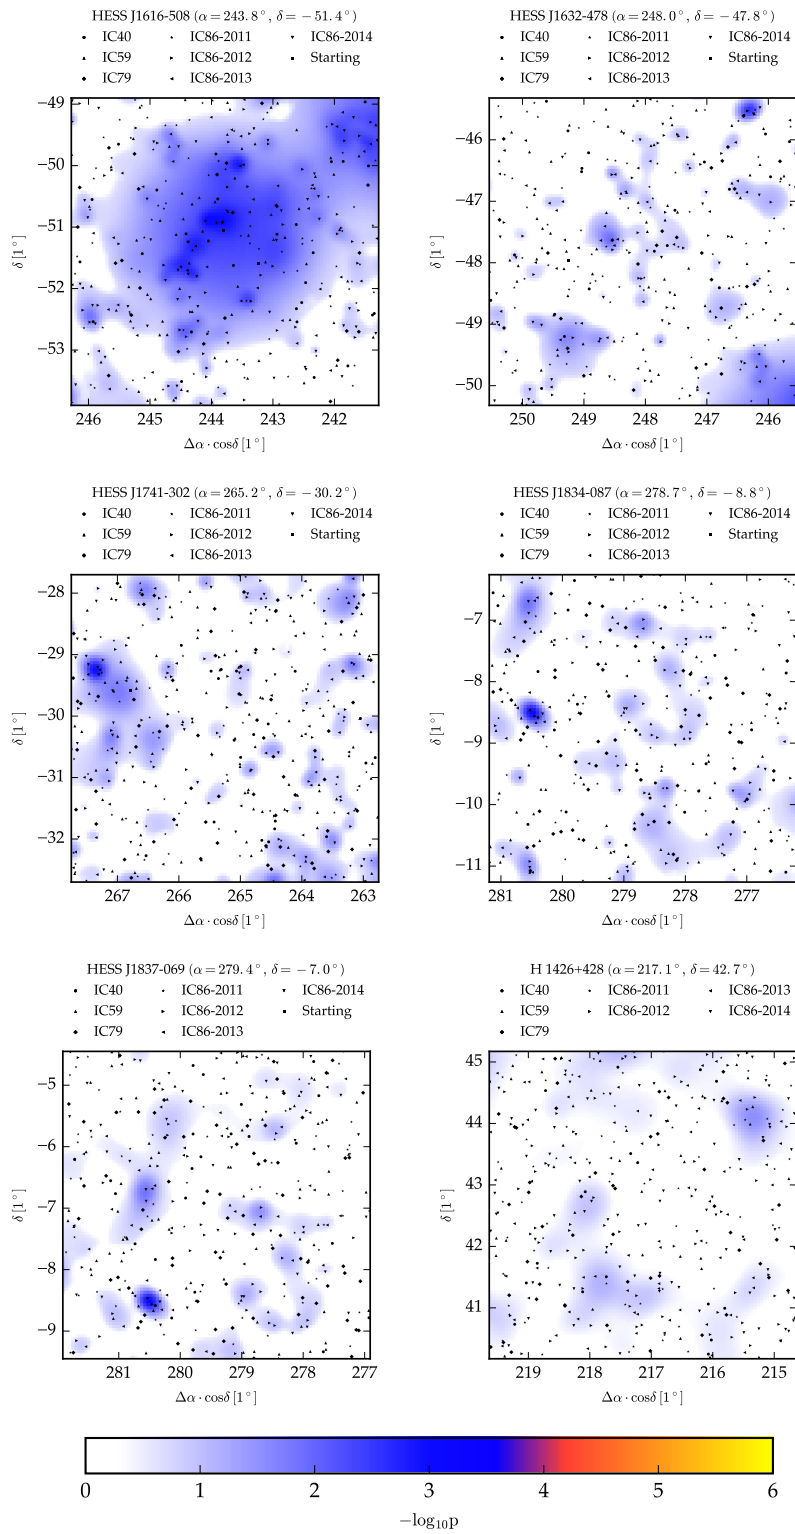 HESS J1616-508 (α = 243.8°, δ = −51.4°)
IC40 IC86-2011 IC86-2014
IC59 IC86-2012 Starting
IC79 IC86-2013
−49
−50
−51
−52
−53
δ [1°]
246 245 244 243 242
Δα · cosδ [1°]
HESS J1632-478 (α = 248.0°, δ = −47.8°)
IC40 IC86-2011 IC86-2014
IC59 IC86-2012 Starting
IC79 IC86-2013
−46
−47
−48
−49
−50
δ [1°]
250 249 248 247 246
Δα · cosδ [1°]
HESS J1741-302 (α = 265.2°, δ = −30.2°)
IC40 IC86-2011 IC86-2014
IC59 IC86-2012 Starting
IC79 IC86-2013
−28
−29
−30
−31
−32
δ [1°]
267 266 265 264 263
Δα · cosδ [1°]
HESS J1834-087 (α = 278.7°, δ = −8.8°)
IC40 IC86-2011 IC86-2014
IC59 IC86-2012 Starting
IC79 IC86-2013
−7
−8
−9
−10
−11
δ [1°]
281 280 279 278 277
Δα · cosδ [1°]
HESS J1837-069 (α = 279.4°, δ = −7.0°)
IC40 IC86-2011 IC86-2014
IC59 IC86-2012 Starting
IC79 IC86-2013
−5
−6
−7
−8
−9
δ [1°]
281 280 279 278 277
Δα · cosδ [1°]
H 1426+428 (α = 217.1°, δ = 42.7°)
IC40 IC86-2011 IC86-2013
IC59 IC86-2012 IC86-2014
IC79
45
44
43
42
41
δ [1°]
219 218 217 216 215
Δα · cosδ [1°]
0 1 2 3 4 5 6
−log₁₀p